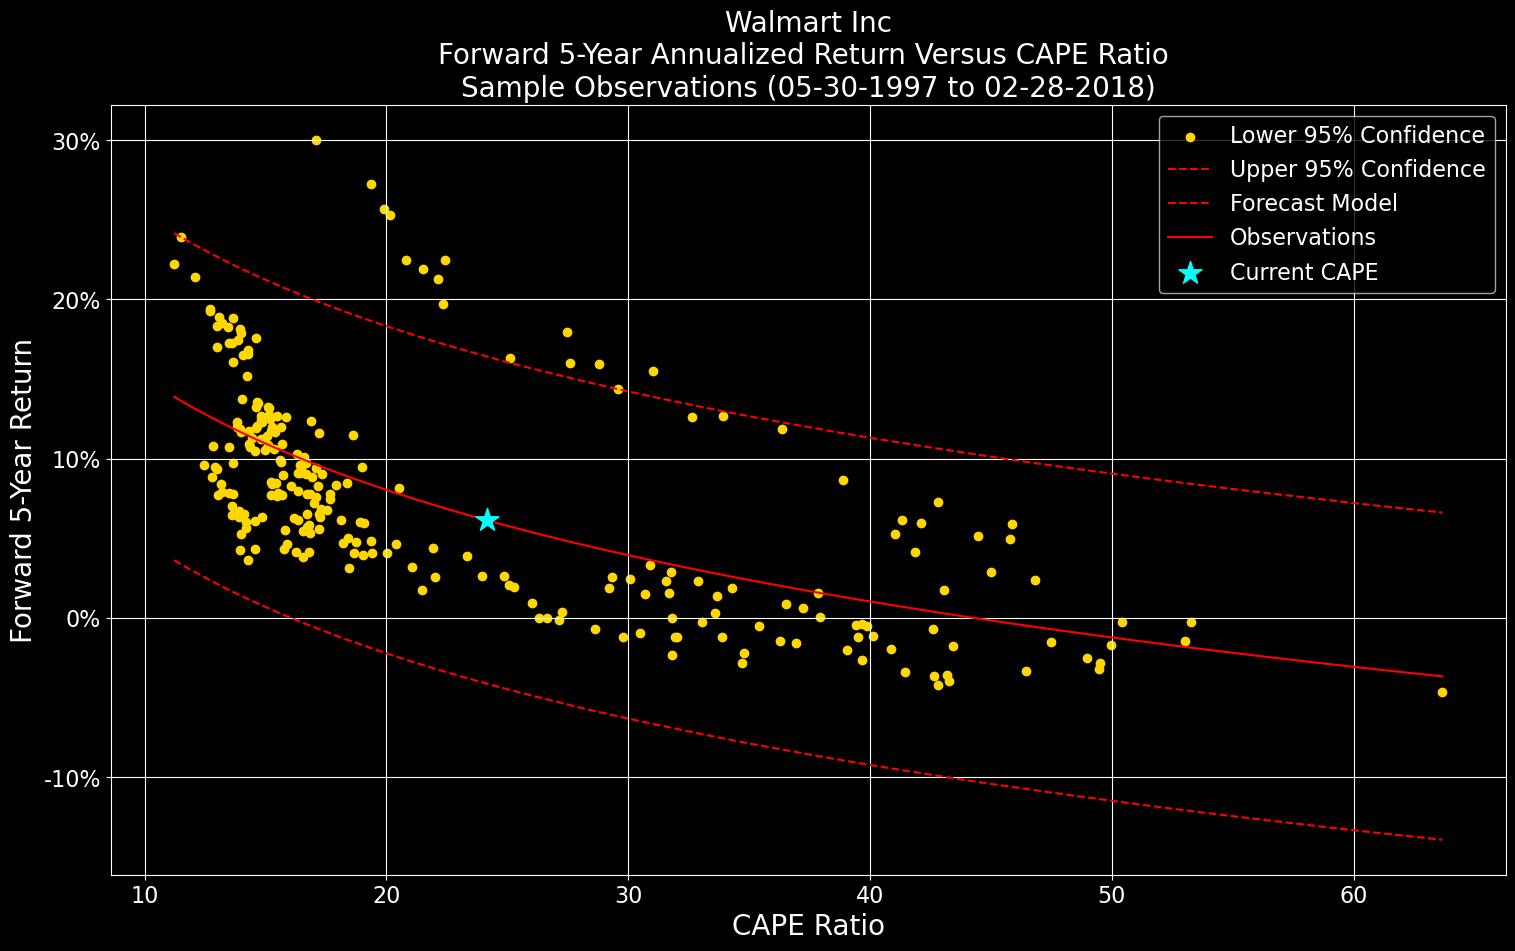 Walmart Inc
Forward 5-Year Annualized Return Versus CAPE Ratio
Sample Observations (05-30-1997 to 02-28-2018)
Forward 5-Year Return
30%
20%
10%
0%
-10%
Lower 95% Confidence
Upper 95% Confidence
Forecast Model
Observations
Current CAPE
10 20 30 40 50 60
CAPE Ratio